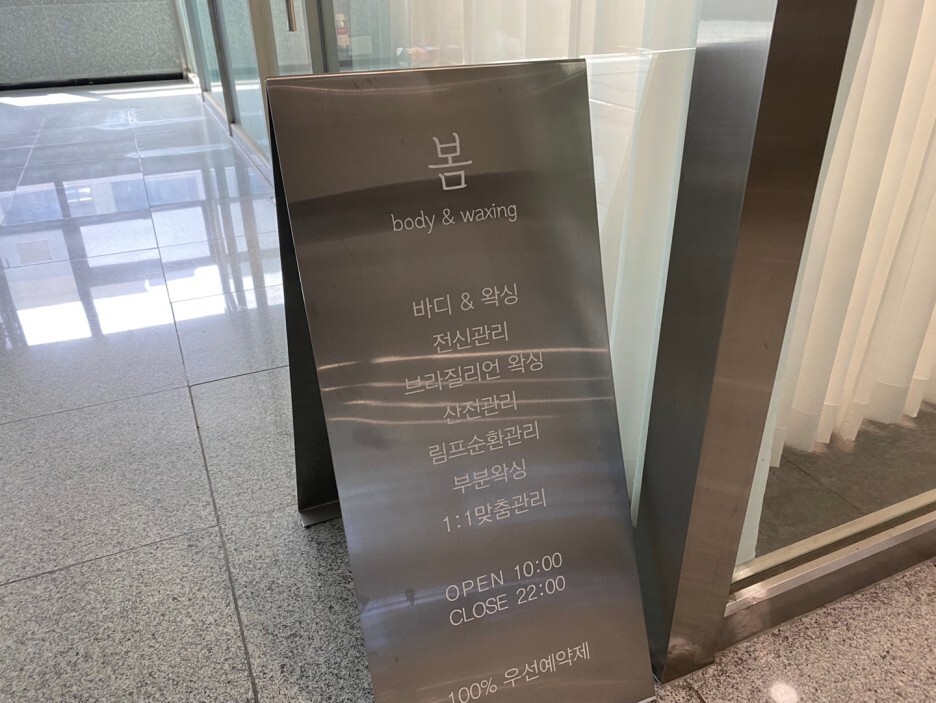 봄
body & waxing
바디 & 왁싱
전신관리
브라질리언 왁싱
산전관리
림프순환관리
부분왁싱
1:1맞춤관리
OPEN 10:00
CLOSE 22:00
100% 우선예약제